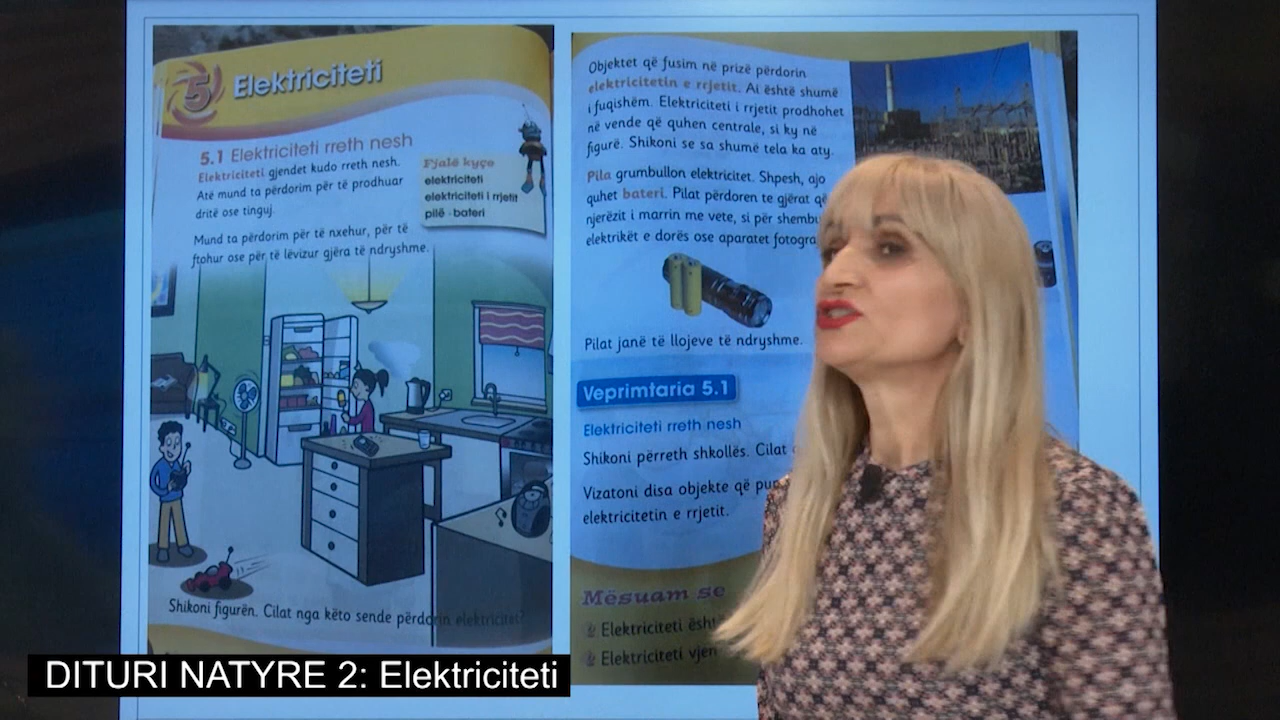 5 Elektriciteti
5.1 Elektriciteti rreth nesh
Elektriciteti gjendet kudo rreth nesh.
Atë mund ta përdorim për të prodhuar
dritë ose tinguj.
Mund ta përdorim për të nxehur, për të
ftohur ose për të lëvizur gjëra të ndryshme.
Fjalë kyçe
elektriciteti
elektriciteti i rrjetit
pilë - bateri
Shikoni figurën. Cilat nga këto sende përdorin elektricitet?
Objektet që fusim në prizë përdorin
elektricitetin e rrjetit. Ai është shumë
i fuqishëm. Elektriciteti i rrjetit prodhohet
në vende që quhen centrale, si ky në
figurë. Shikoni se sa shumë tela ka aty.
Pila grumbullon elektricitet. Shpesh, ajo
quhet bateri. Pilat përdoren te gjërat që
njerëzit i marrin me vete, si për shembu
elektrikët e dorës ose aparatet fotogra
Pilat janë të llojeve të ndryshme.
Veprimtaria 5.1
Elektriciteti rreth nesh
Shikoni përreth shkollës. Cilat
Vizatoni disa objekte që pun
elektricitetin e rrjetit.
Mësuam se
Elektriciteti ësht
Elektriciteti vjen
DITURI NATYRE 2: Elektriciteti